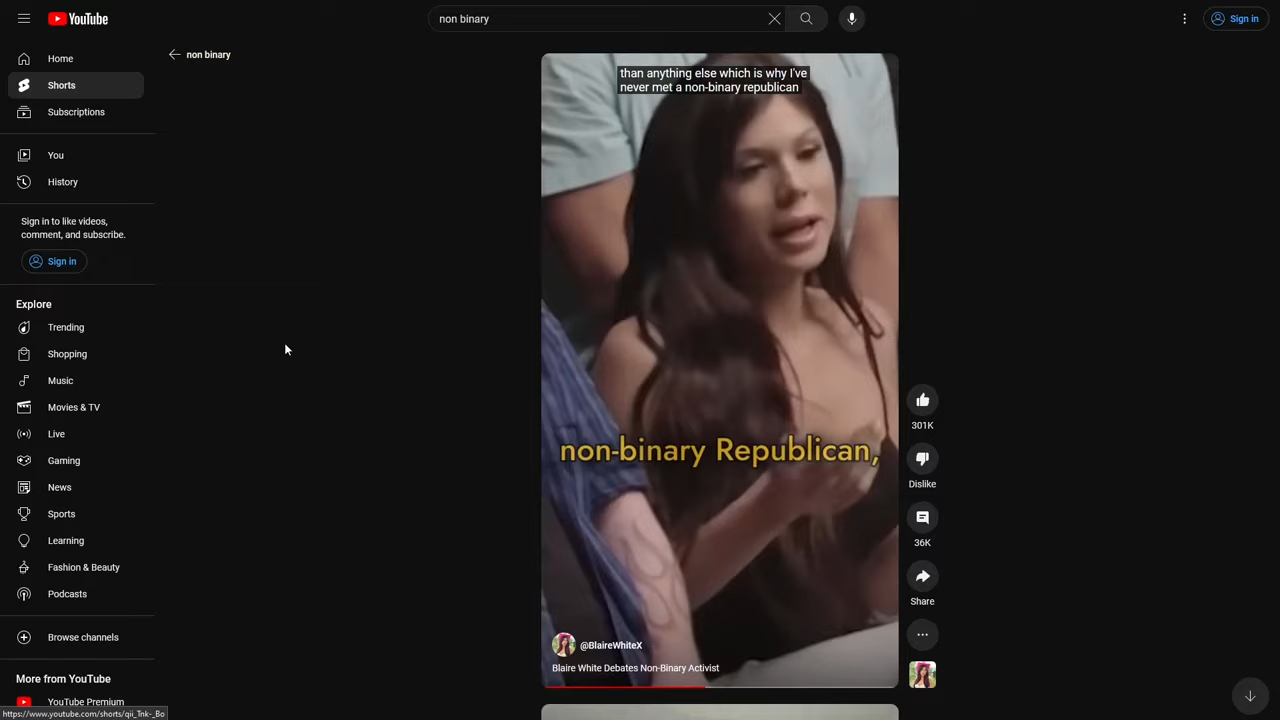 YouTube
non binary
Sign in
non binary
Home
Shorts
Subscriptions
You
History
Sign in to like videos,
comment, and subscribe.
Sign in
Explore
Trending
Shopping
Music
Movies & TV
Live
Gaming
News
Sports
Learning
Fashion & Beauty
Podcasts
Browse channels
More from YouTube
YouTube Premium
https://www.youtube.com/shorts/qii_Tnk-_Bo
than anything else which is why I've
never met a non-binary republican
non-binary Republican,
@BlaireWhiteX
Blaire White Debates Non-Binary Activist
301K
Dislike
36K
Share